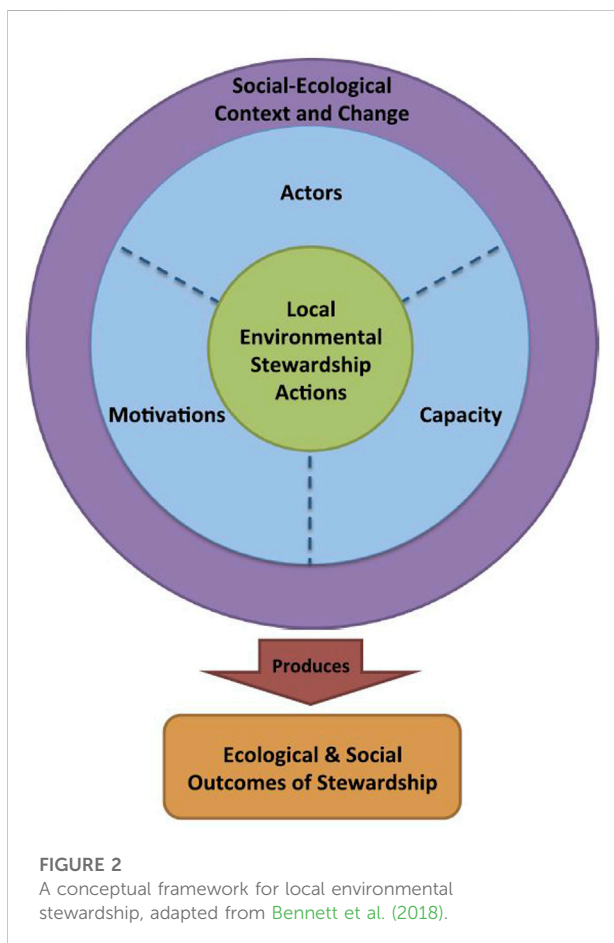 Social-Ecological
Context and Change
Actors
Local
Environmental
Stewardship
Actions
Motivations
Capacity
Produces
Ecological & Social
Outcomes of Stewardship
FIGURE 2
A conceptual framework for local environmental
stewardship, adapted from Bennett et al. (2018).